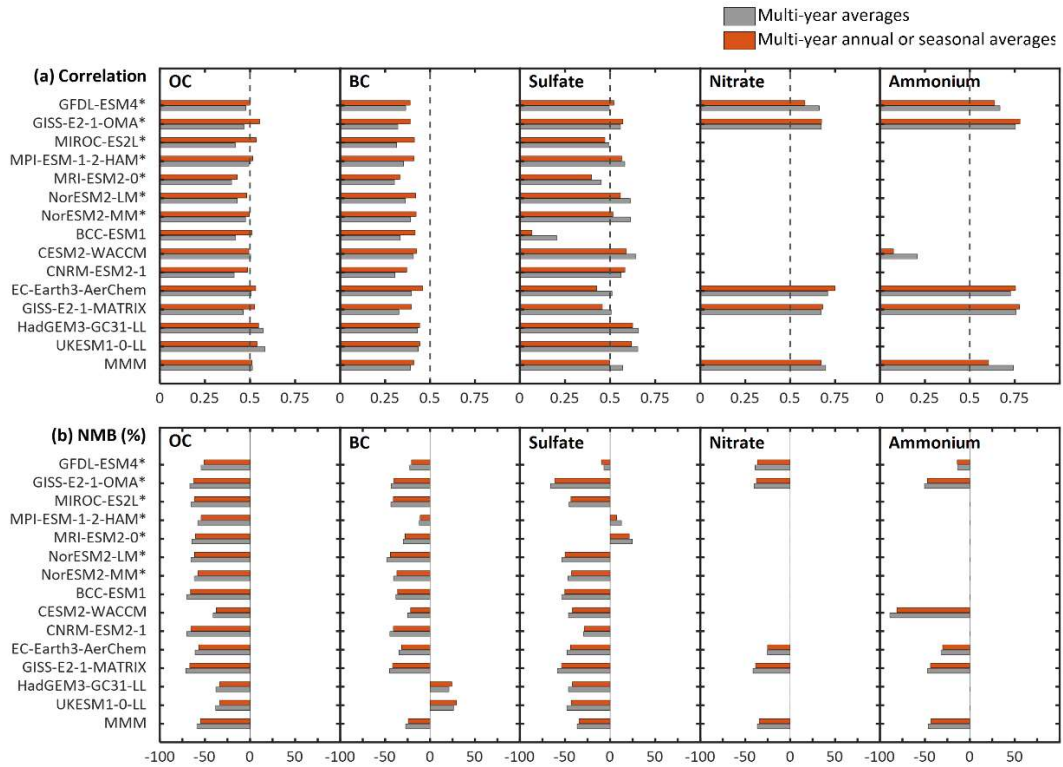 Multi-year averages
Multi-year annual or seasonal averages
(a) Correlation
OC BC Sulfate Nitrate Ammonium
GFDL-ESM4*
GISS-E2-1-OMA*
MIROC-ES2L*
MPI-ESM-1-2-HAM*
MRI-ESM2-0*
NorESM2-LM*
NorESM2-MM*
BCC-ESM1
CESM2-WACCM
CNRM-ESM2-1
EC-Earth3-AerChem
GISS-E2-1-MATRIX
HadGEM3-GC31-LL
UKESM1-0-LL
MMM
0 0.25 0.5 0.75 0 0.25 0.5 0.75 0 0.25 0.5 0.75 0 0.25 0.5 0.75 0 0.25 0.5 0.75
(b) NMB (%)
OC BC Sulfate Nitrate Ammonium
GFDL-ESM4*
GISS-E2-1-OMA*
MIROC-ES2L*
MPI-ESM-1-2-HAM*
MRI-ESM2-0*
NorESM2-LM*
NorESM2-MM*
BCC-ESM1
CESM2-WACCM
CNRM-ESM2-1
EC-Earth3-AerChem
GISS-E2-1-MATRIX
HadGEM3-GC31-LL
UKESM1-0-LL
MMM
-100 -50 0 50 -100 -50 0 50 -100 -50 0 50 -100 -50 0 50 -100 -50 0 50 100